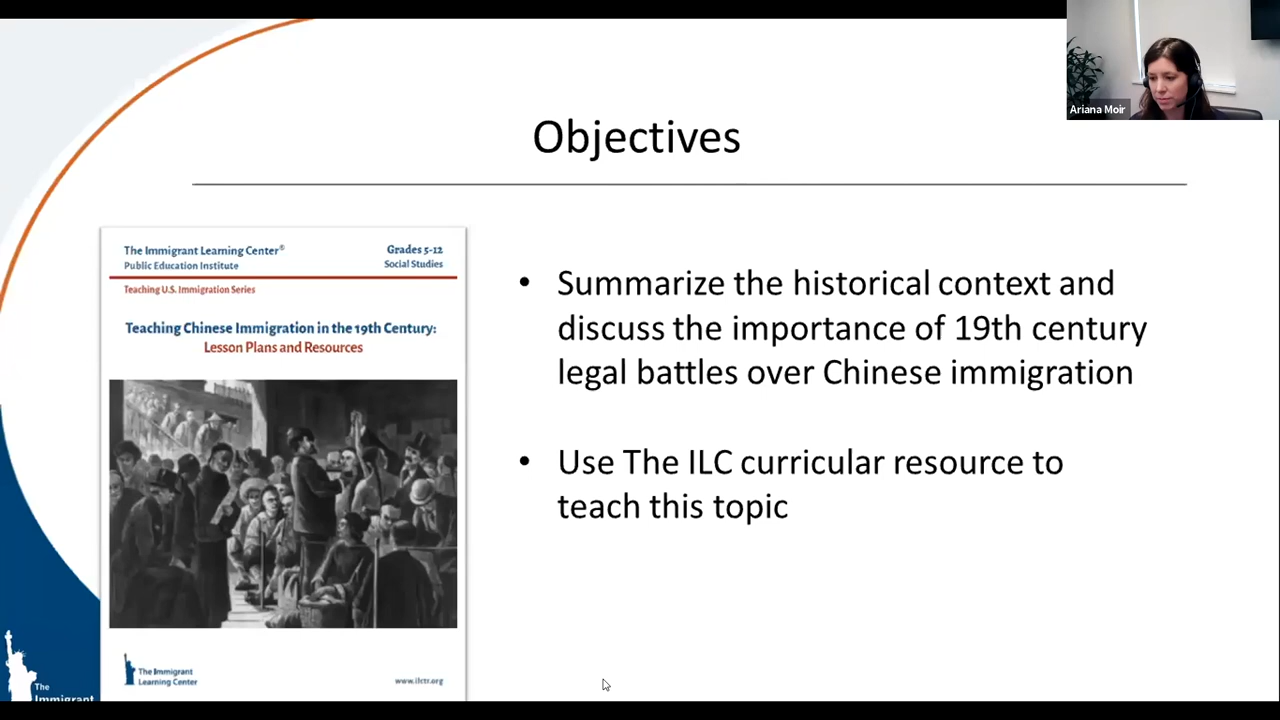 Ariana Moir
Objectives
The Immigrant Learning Center®
Public Education Institute
Grades 5-12
Social Studies
Teaching U.S. Immigration Series
Teaching Chinese Immigration in the 19th Century:
Lesson Plans and Resources
The Immigrant
Learning Center
www.ilctr.org
• Summarize the historical context and
discuss the importance of 19th century
legal battles over Chinese immigration
• Use The ILC curricular resource to
teach this topic
The
Immigrant